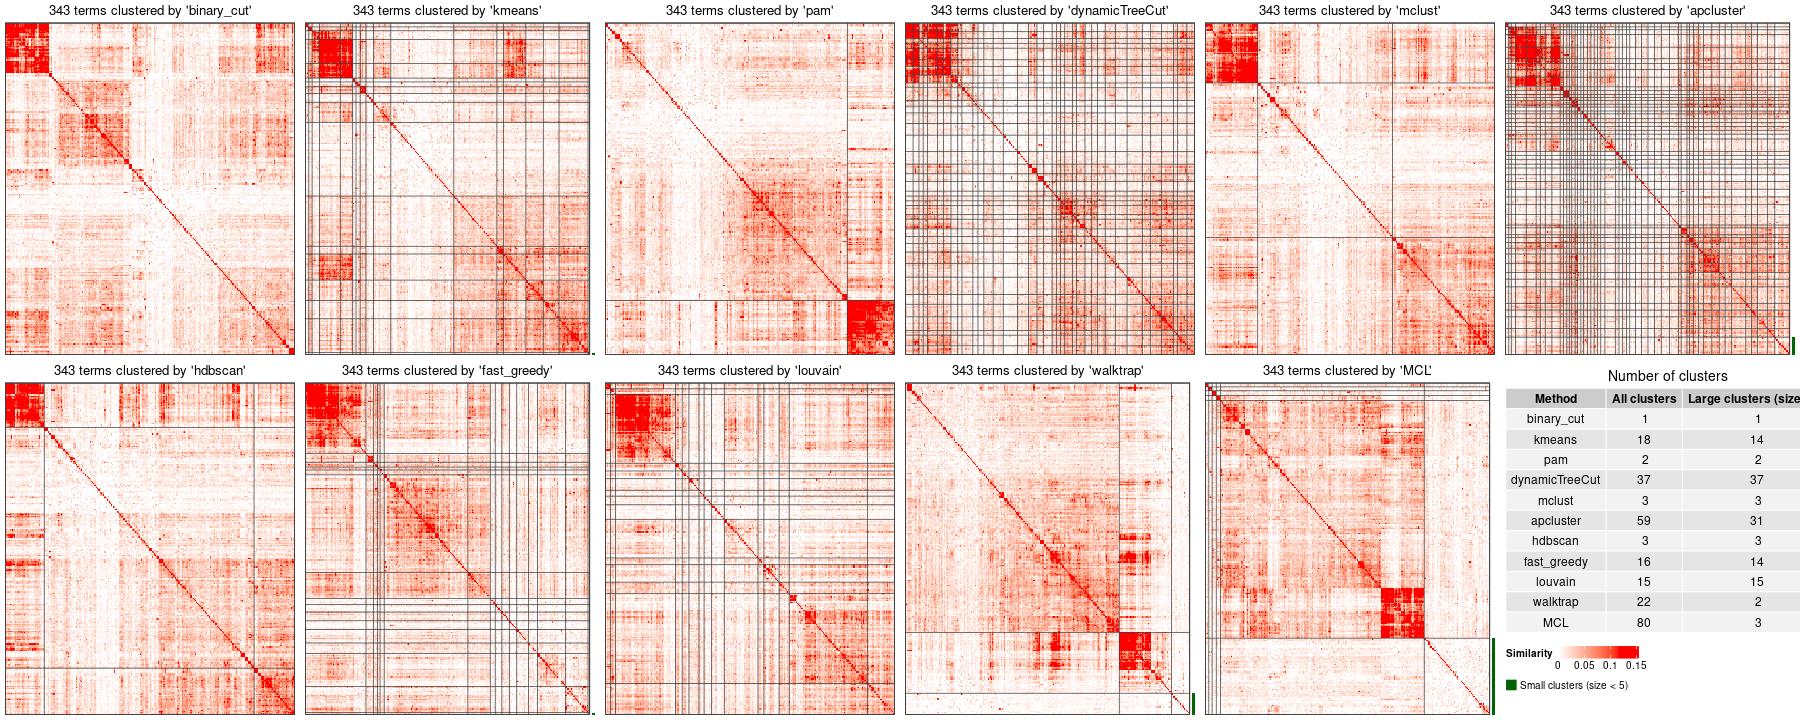 343 terms clustered by 'binary_cut'
343 terms clustered by 'kmeans'
343 terms clustered by 'pam'
343 terms clustered by 'dynamicTreeCut'
343 terms clustered by 'mclust'
343 terms clustered by 'apcluster'
343 terms clustered by 'hdbscan'
343 terms clustered by 'fast_greedy'
343 terms clustered by 'louvain'
343 terms clustered by 'walktrap'
343 terms clustered by 'MCL'
Number of clusters
Method All clusters Large clusters (size
binary_cut 1 1
kmeans 18 14
pam 2 2
dynamicTreeCut 37 37
mclust 3 3
apcluster 59 31
hdbscan 3 3
fast_greedy 16 14
louvain 15 15
walktrap 22 2
MCL 80 3
Similarity
0 0.05 0.1 0.15
Small clusters (size < 5)